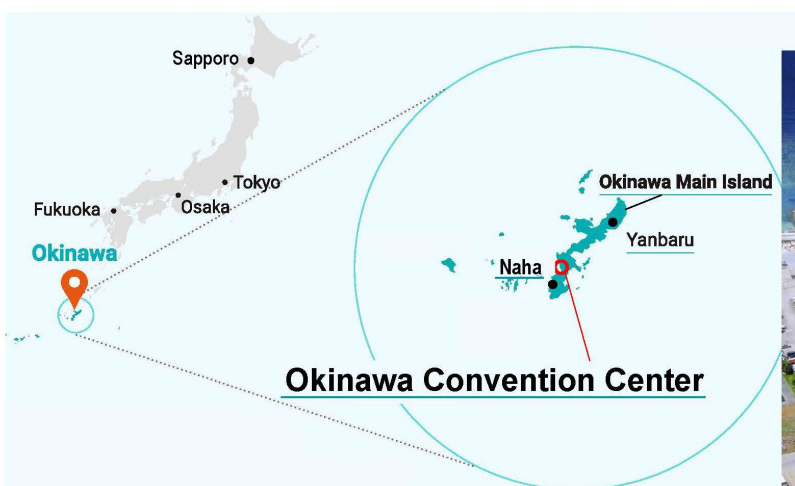 Sapporo
Tokyo
Osaka
Fukuoka
Okinawa
Okinawa Main Island
Yanbaru
Naha
Okinawa Convention Center